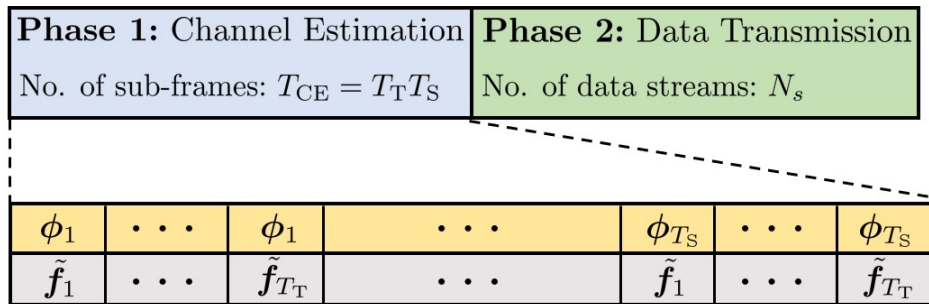 Phase 1: Channel Estimation
No. of sub-frames: T_CE = T_T T_S
Phase 2: Data Transmission
No. of data streams: N_s
ϕ_1 ··· ϕ_1 ··· ϕ_{T_S} ··· ϕ_{T_S}
f̃_1 ··· f̃_{T_T} ··· f̃_1 ··· f̃_{T_T}